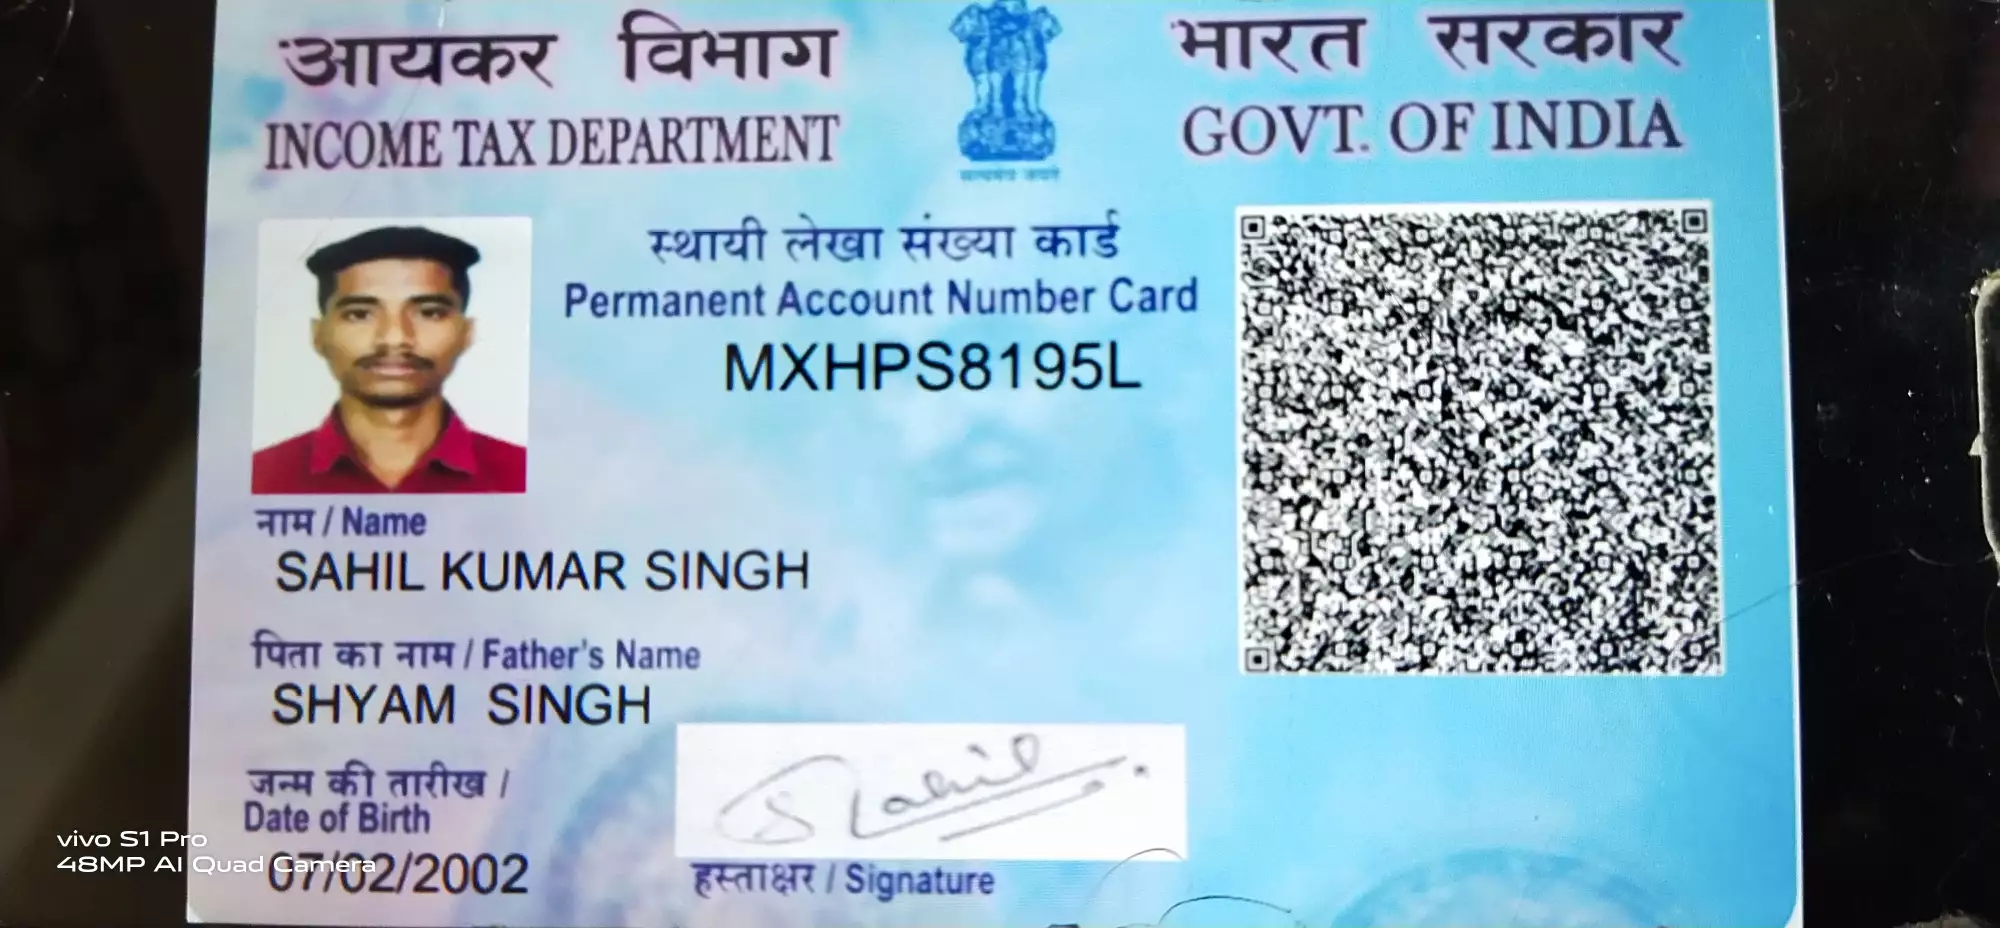 आयकर विभाग
INCOME TAX DEPARTMENT
भारत सरकार
GOVT. OF INDIA
सत्यमेव जयते
स्थायी लेखा संख्या कार्ड
Permanent Account Number Card
MXHPS8195L
नाम / Name
SAHIL KUMAR SINGH
पिता का नाम / Father's Name
SHYAM SINGH
जन्म की तारीख /
Date of Birth
07/02/2002
Sahil
हस्ताक्षर / Signature
vivo S1 Pro
48MP AI Quad Camera